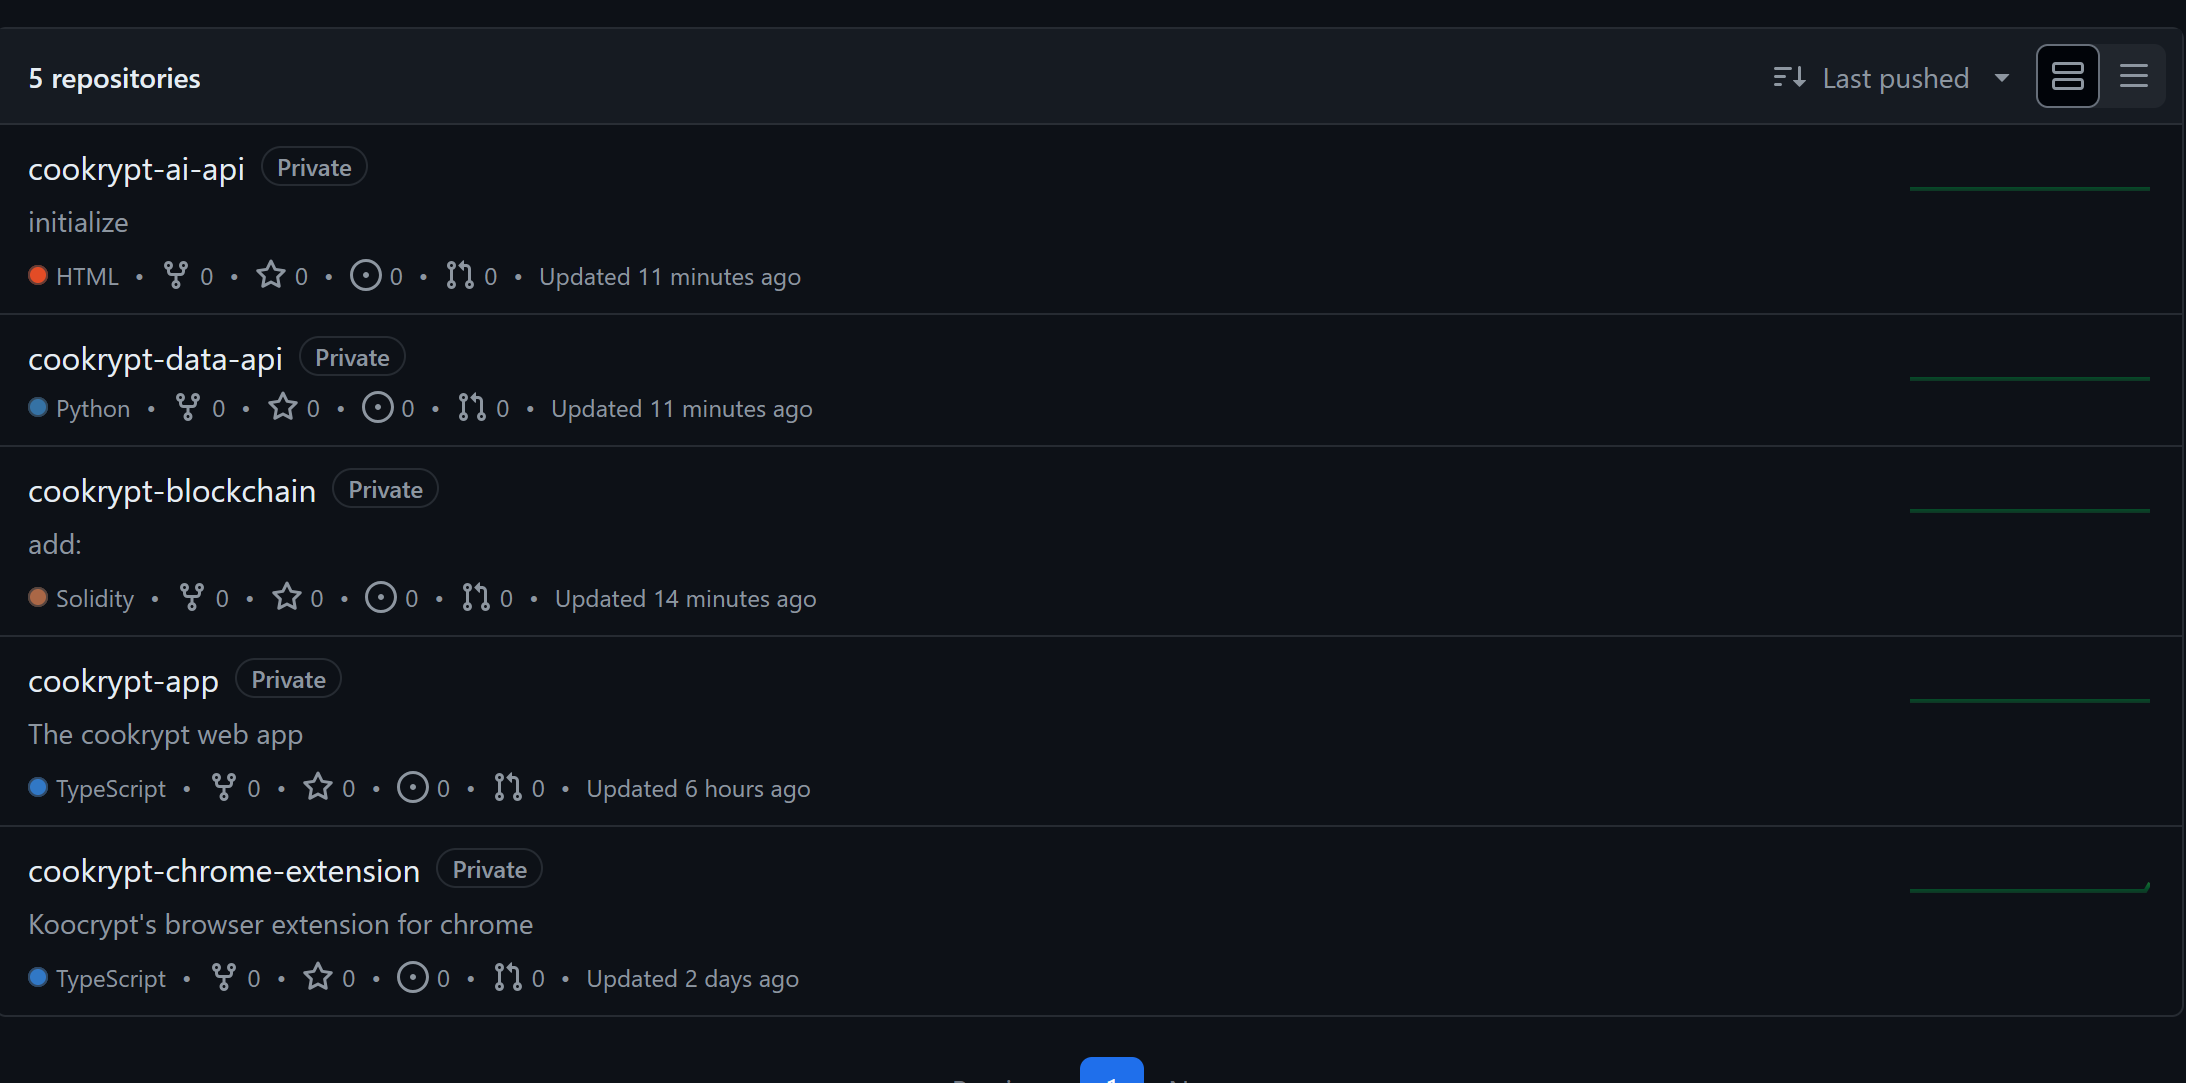 5 repositories
Last pushed
cookrypt-ai-api Private
initialize
HTML • 0 • 0 • 0 • 0 • Updated 11 minutes ago
cookrypt-data-api Private
Python • 0 • 0 • 0 • 0 • Updated 11 minutes ago
cookrypt-blockchain Private
add:
Solidity • 0 • 0 • 0 • 0 • Updated 14 minutes ago
cookrypt-app Private
The cookrypt web app
TypeScript • 0 • 0 • 0 • 0 • Updated 6 hours ago
cookrypt-chrome-extension Private
Koocrypt's browser extension for chrome
TypeScript • 0 • 0 • 0 • 0 • Updated 2 days ago